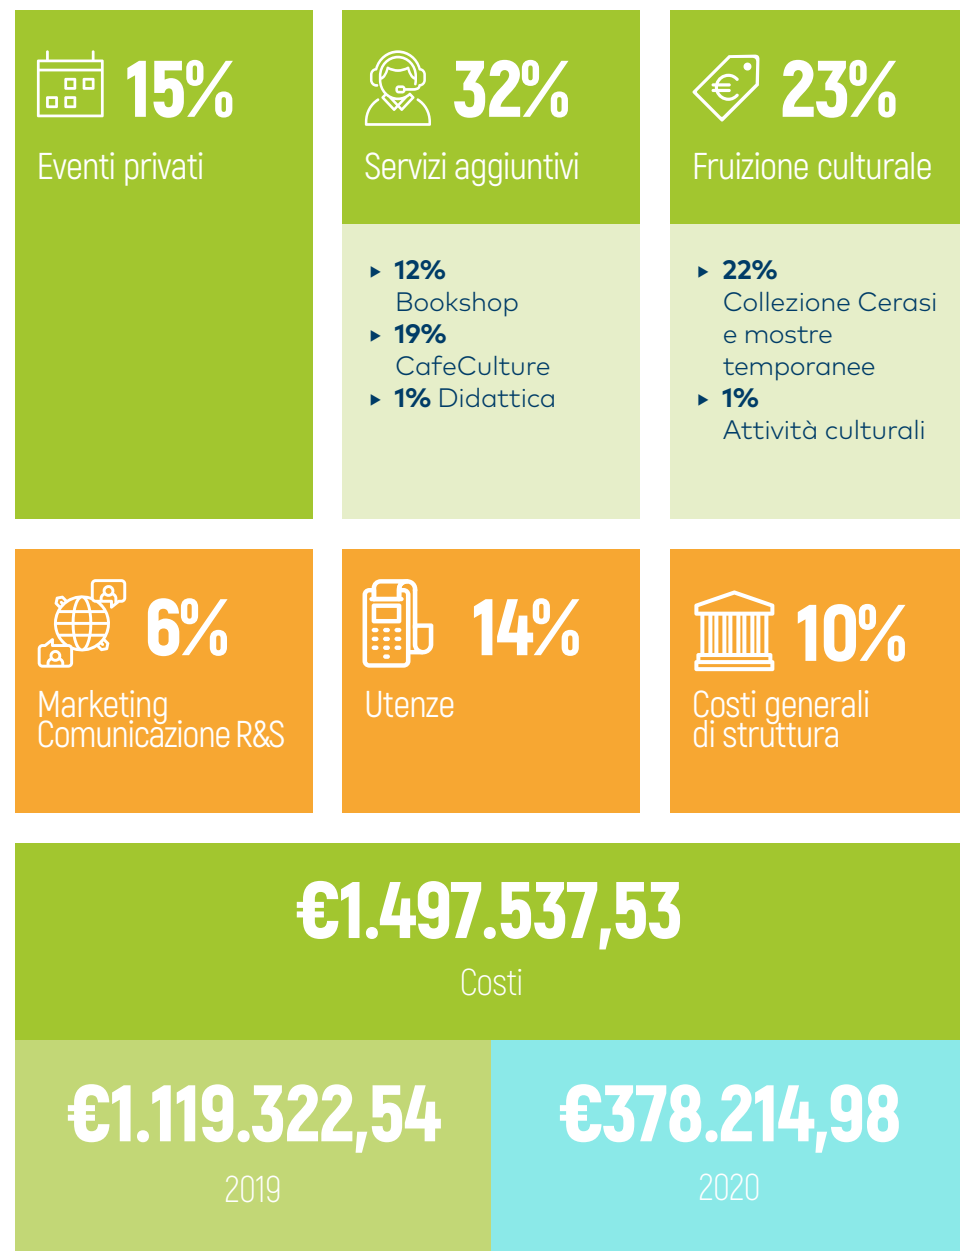 15%
Eventi privati
32%
Servizi aggiuntivi
12%
Bookshop
19%
CafeCulture
1% Didattica
23%
Fruizione culturale
22%
Collezione Cerasi
e mostre
temporanee
1%
Attività culturali
6%
Marketing
Comunicazione R&S
14%
Utenze
10%
Costi generali
di struttura
€1.497.537,53
Costi
€1.119.322,54
2019
€378.214,98
2020